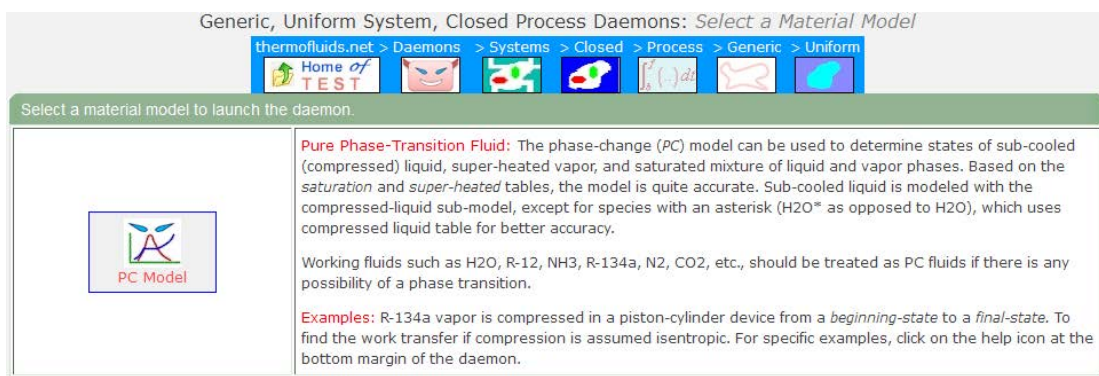 Generic, Uniform System, Closed Process Daemons: Select a Material Model
thermofluids.net > Daemons > Systems > Closed > Process > Generic > Uniform
Home of
TEST
∫ᵇᶠ(..)dt
Select a material model to launch the daemon.
PC Model
Pure Phase-Transition Fluid: The phase-change (PC) model can be used to determine states of sub-cooled
(compressed) liquid, super-heated vapor, and saturated mixture of liquid and vapor phases. Based on the
saturation and super-heated tables, the model is quite accurate. Sub-cooled liquid is modeled with the
compressed-liquid sub-model, except for species with an asterisk (H2O* as opposed to H2O), which uses
compressed liquid table for better accuracy.
Working fluids such as H2O, R-12, NH3, R-134a, N2, CO2, etc., should be treated as PC fluids if there is any
possibility of a phase transition.
Examples: R-134a vapor is compressed in a piston-cylinder device from a beginning-state to a final-state. To
find the work transfer if compression is assumed isentropic. For specific examples, click on the help icon at the
bottom margin of the daemon.